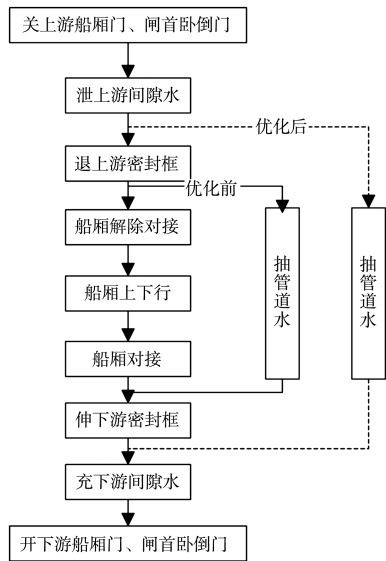 关上游船厢门、闸首卧倒门
泄上游间隙水
优化后
退上游密封框
优化前
船厢解除对接
抽管道水
抽管道水
船厢上下行
船厢对接
伸下游密封框
充下游间隙水
开下游船厢门、闸首卧倒门